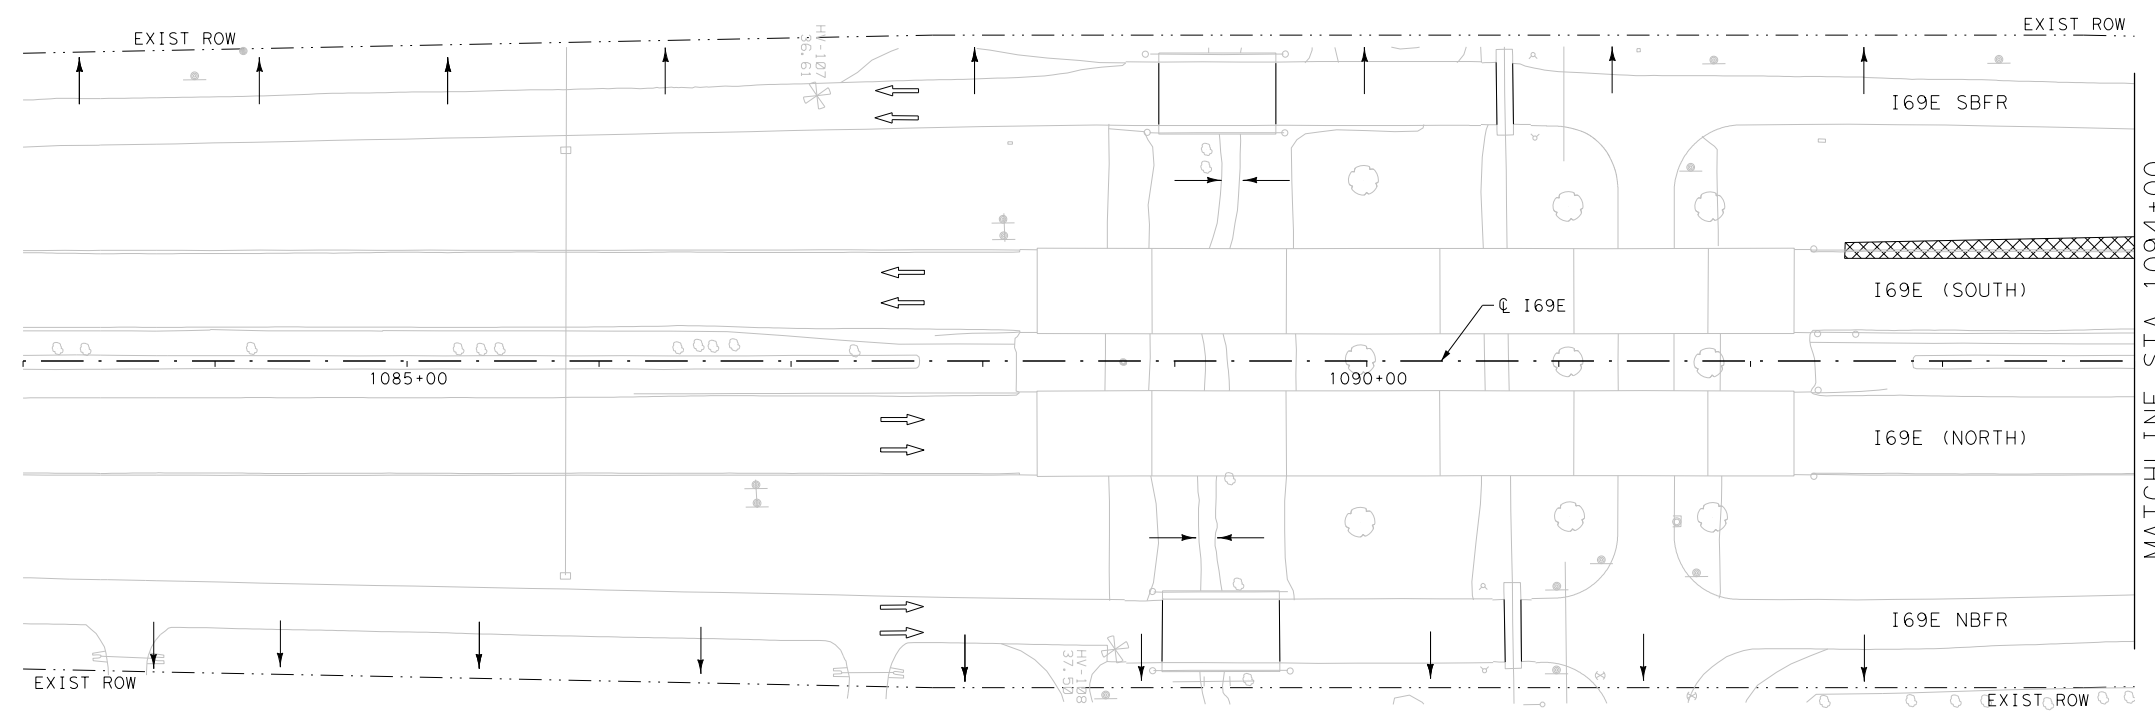 EXIST ROW
EXIST ROW
HV-107
36.61
I69E SBFR
I69E (SOUTH)
℄ I69E
1085+00
1090+00
I69E (NORTH)
I69E NBFR
MATCHLINE STA 1094+00
HV-108
37.50
EXIST ROW
EXIST ROW